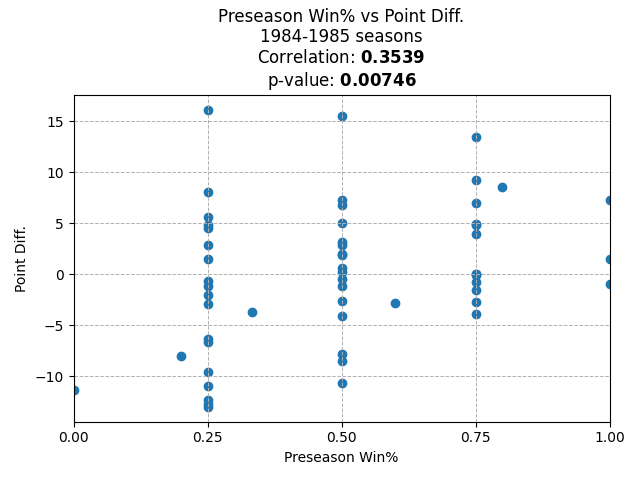 Preseason Win% vs Point Diff.
1984-1985 seasons
Correlation: 0.3539
p-value: 0.00746
Point Diff.
15
10
5
0
−5
−10
0.00 0.25 0.50 0.75 1.00
Preseason Win%